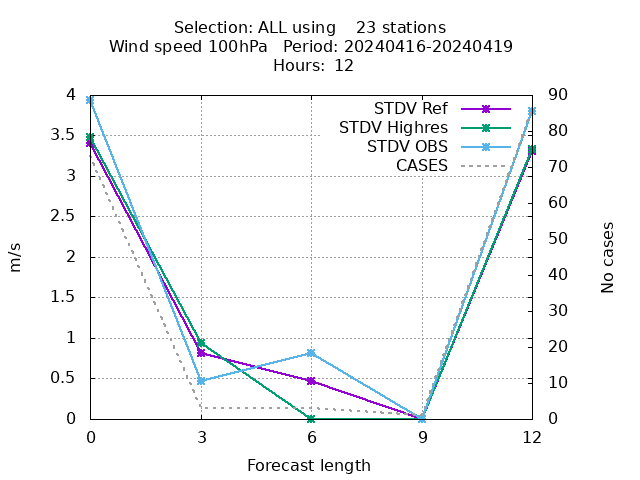 Selection: ALL using    23 stations
Wind speed 100hPa   Period: 20240416-20240419
Hours:  12
STDV Ref
STDV Highres
STDV OBS
CASES
m/s
4
3.5
3
2.5
2
1.5
1
0.5
0
90
80
70
60
50
40
30
20
10
0
No cases
0 3 6 9 12
Forecast length